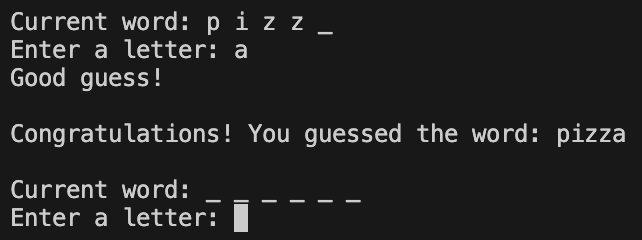 Current word: p i z z _
Enter a letter: a
Good guess!
Congratulations! You guessed the word: pizza
Current word: _ _ _ _ _ _
Enter a letter: